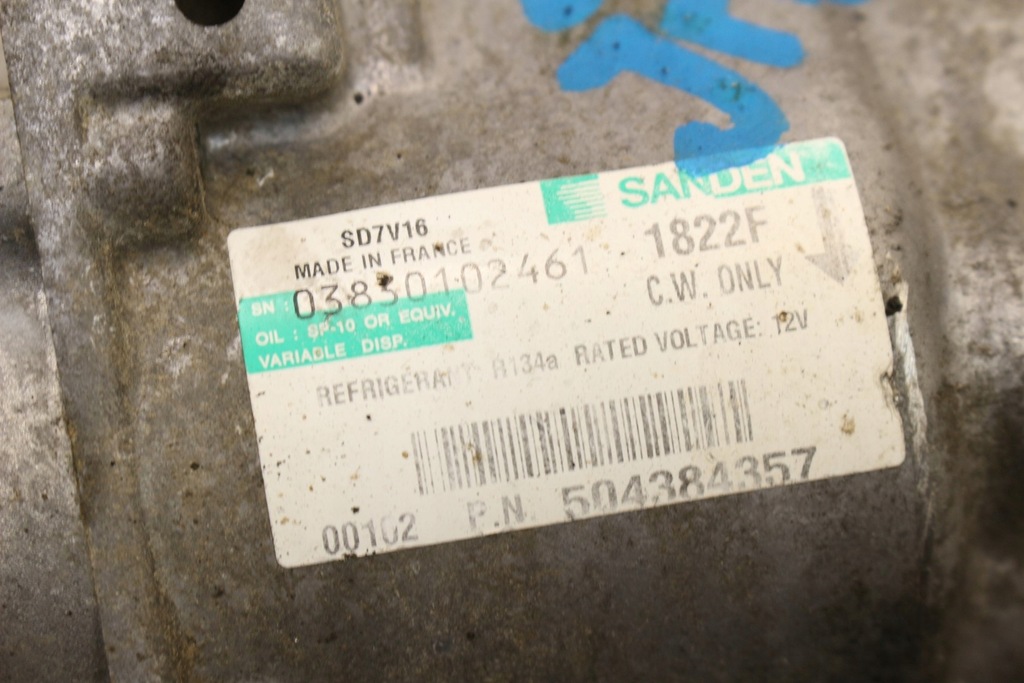 SANDEN
SD7V16
MADE IN FRANCE
1822F
SN : 03830102461
C.W. ONLY
OIL : SP-10 OR EQUIV.
VARIABLE DISP.
REFRIGERANT R134a RATED VOLTAGE: 12V
P.N. 504384357
00102